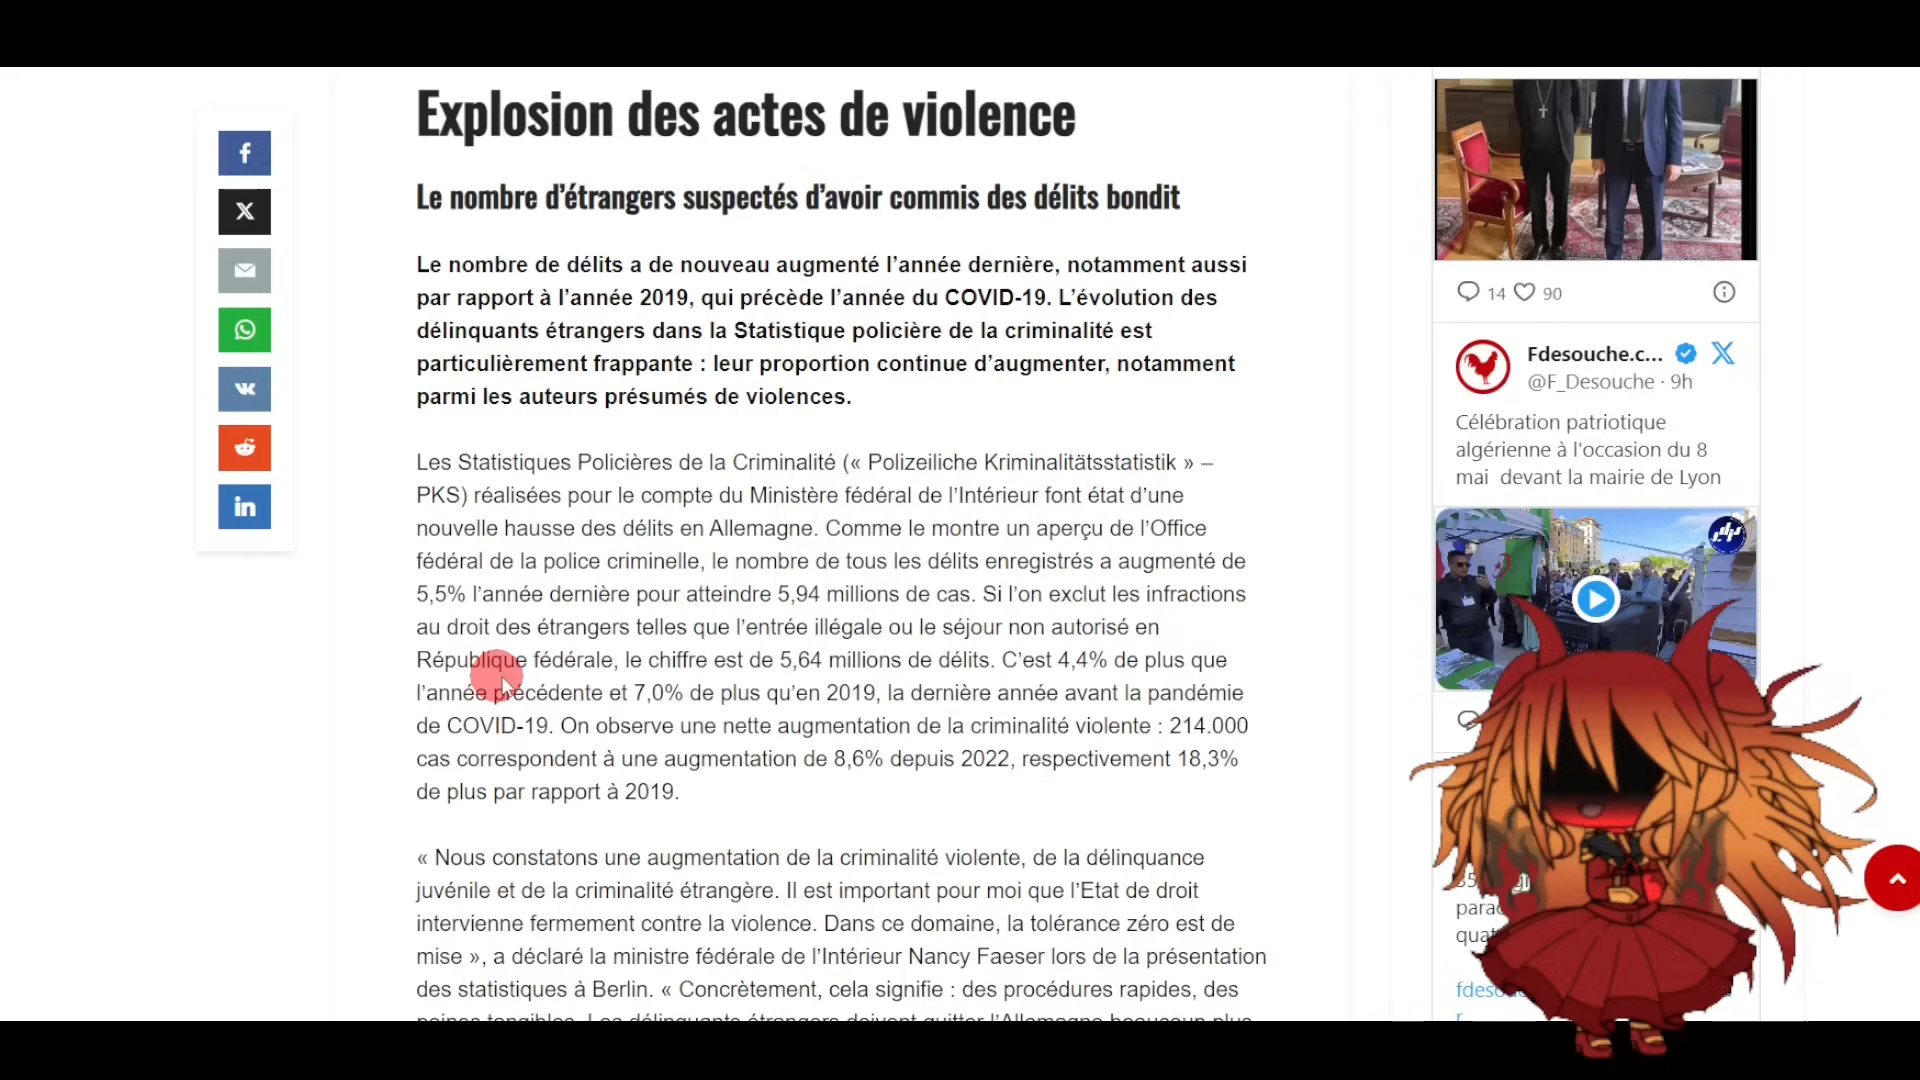 Explosion des actes de violence
Le nombre d’étrangers suspectés d’avoir commis des délits bondit
Le nombre de délits a de nouveau augmenté l’année dernière, notamment aussi
par rapport à l’année 2019, qui précède l’année du COVID-19. L’évolution des
délinquants étrangers dans la Statistique policière de la criminalité est
particulièrement frappante : leur proportion continue d’augmenter, notamment
parmi les auteurs présumés de violences.
Les Statistiques Policières de la Criminalité (« Polizeiliche Kriminalitätsstatistik » –
PKS) réalisées pour le compte du Ministère fédéral de l’Intérieur font état d’une
nouvelle hausse des délits en Allemagne. Comme le montre un aperçu de l’Office
fédéral de la police criminelle, le nombre de tous les délits enregistrés a augmenté de
5,5% l’année dernière pour atteindre 5,94 millions de cas. Si l’on exclut les infractions
au droit des étrangers telles que l’entrée illégale ou le séjour non autorisé en
République fédérale, le chiffre est de 5,64 millions de délits. C’est 4,4% de plus que
l’année précédente et 7,0% de plus qu’en 2019, la dernière année avant la pandémie
de COVID-19. On observe une nette augmentation de la criminalité violente : 214.000
cas correspondent à une augmentation de 8,6% depuis 2022, respectivement 18,3%
de plus par rapport à 2019.
« Nous constatons une augmentation de la criminalité violente, de la délinquance
juvénile et de la criminalité étrangère. Il est important pour moi que l’Etat de droit
intervienne fermement contre la violence. Dans ce domaine, la tolérance zéro est de
mise », a déclaré la ministre fédérale de l’Intérieur Nancy Faeser lors de la présentation
des statistiques à Berlin. « Concrètement, cela signifie : des procédures rapides, des
peines tangibles. Les délinquants étrangers doivent quitter l’Allemagne beaucoup plus
14 90
Fdesouche.c...
@F_Desouche · 9h
Célébration patriotique
algérienne à l'occasion du 8
mai devant la mairie de Lyon